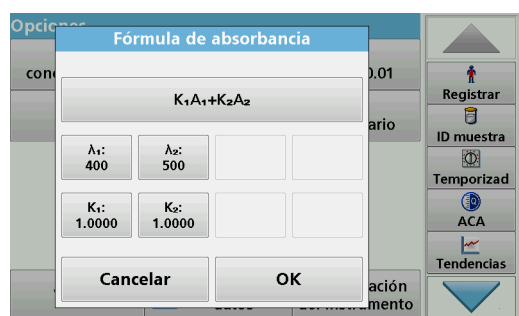 Opciones
Fórmula de absorbancia
K₁A₁+K₂A₂
λ₁:
400
λ₂:
500
K₁:
1.0000
K₂:
1.0000
Cancelar
OK
Registrar
ID muestra
Temporizad
ACA
Tendencias